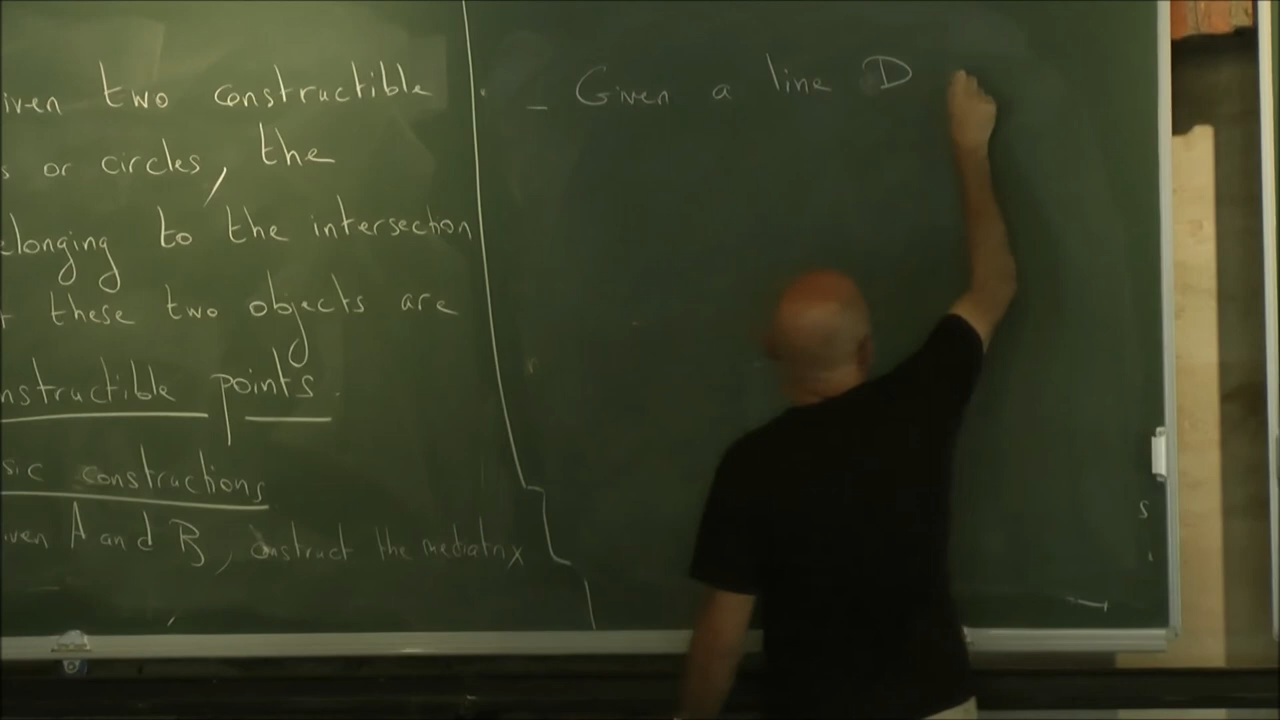 iven two constructible
s or circles, the
elonging to the intersection
these two objects are
nstructible points.
sic constructions
iven A and B, construct the mediatrix
_ Given a line D
s